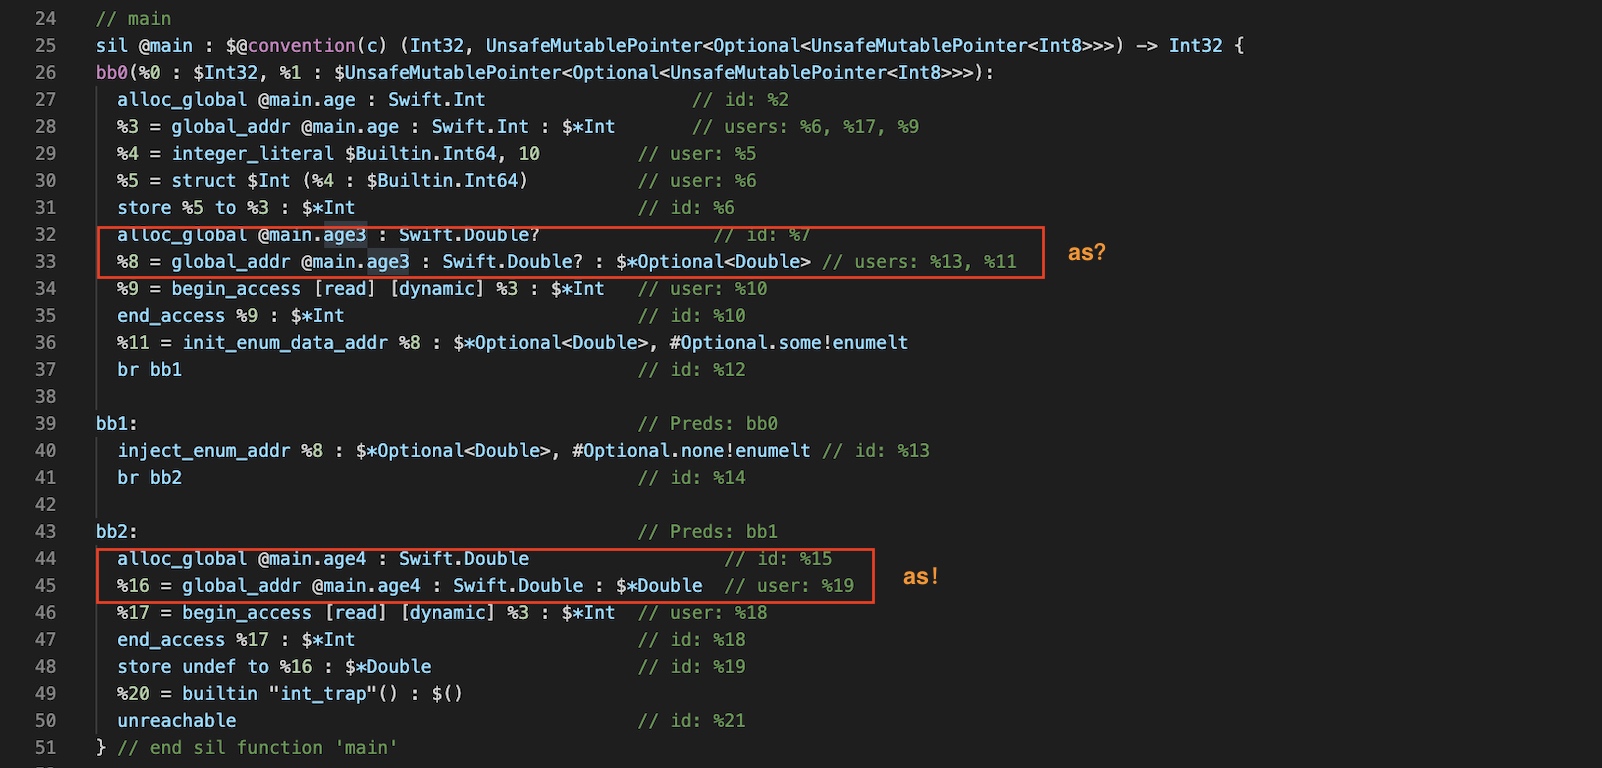 24 // main
25 sil @main : $@convention(c) (Int32, UnsafeMutablePointer<Optional<UnsafeMutablePointer<Int8>>>) -> Int32 {
26 bb0(%0 : $Int32, %1 : $UnsafeMutablePointer<Optional<UnsafeMutablePointer<Int8>>>):
27 alloc_global @main.age : Swift.Int // id: %2
28 %3 = global_addr @main.age : Swift.Int : $*Int // users: %6, %17, %9
29 %4 = integer_literal $Builtin.Int64, 10 // user: %5
30 %5 = struct $Int (%4 : $Builtin.Int64) // user: %6
31 store %5 to %3 : $*Int // id: %6
32 alloc_global @main.age3 : Swift.Double? // id: %7
33 %8 = global_addr @main.age3 : Swift.Double? : $*Optional<Double> // users: %13, %11 as?
34 %9 = begin_access [read] [dynamic] %3 : $*Int // user: %10
35 end_access %9 : $*Int // id: %10
36 %11 = init_enum_data_addr %8 : $*Optional<Double>, #Optional.some!enumelt
37 br bb1 // id: %12
38
39 bb1: // Preds: bb0
40 inject_enum_addr %8 : $*Optional<Double>, #Optional.none!enumelt // id: %13
41 br bb2 // id: %14
42
43 bb2: // Preds: bb1
44 alloc_global @main.age4 : Swift.Double // id: %15
45 %16 = global_addr @main.age4 : Swift.Double : $*Double // user: %19 as!
46 %17 = begin_access [read] [dynamic] %3 : $*Int // user: %18
47 end_access %17 : $*Int // id: %18
48 store undef to %16 : $*Double // id: %19
49 %20 = builtin "int_trap"() : $()
50 unreachable // id: %21
51 } // end sil function 'main'